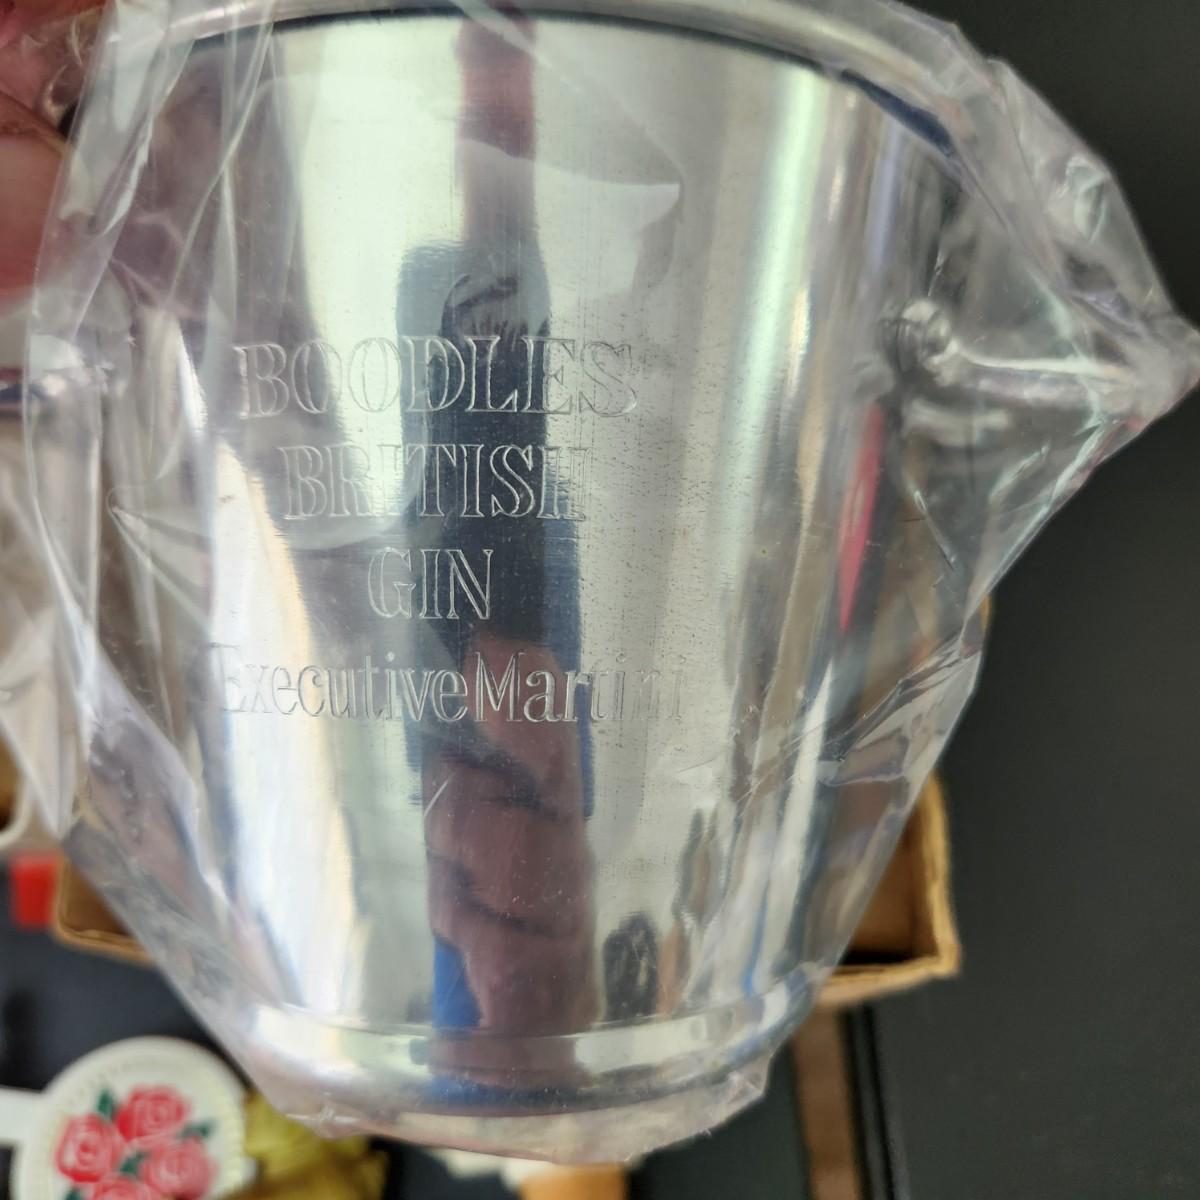 BOODLES
BRITISH
GIN
Executive Martini